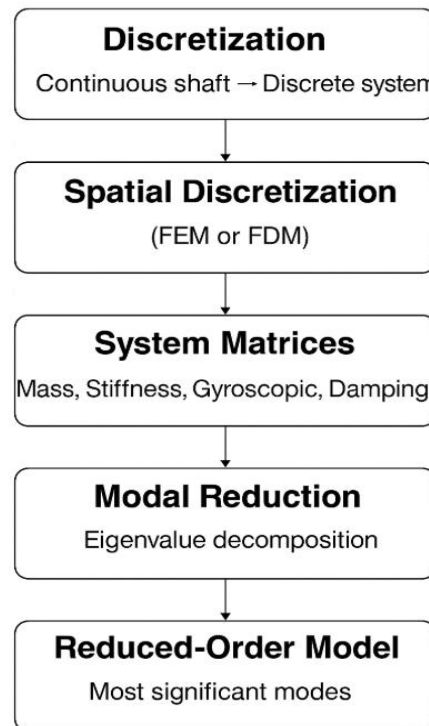 Discretization
Continuous shaft → Discrete system
Spatial Discretization
(FEM or FDM)
System Matrices
Mass, Stiffness, Gyroscopic, Damping
Modal Reduction
Eigenvalue decomposition
Reduced-Order Model
Most significant modes